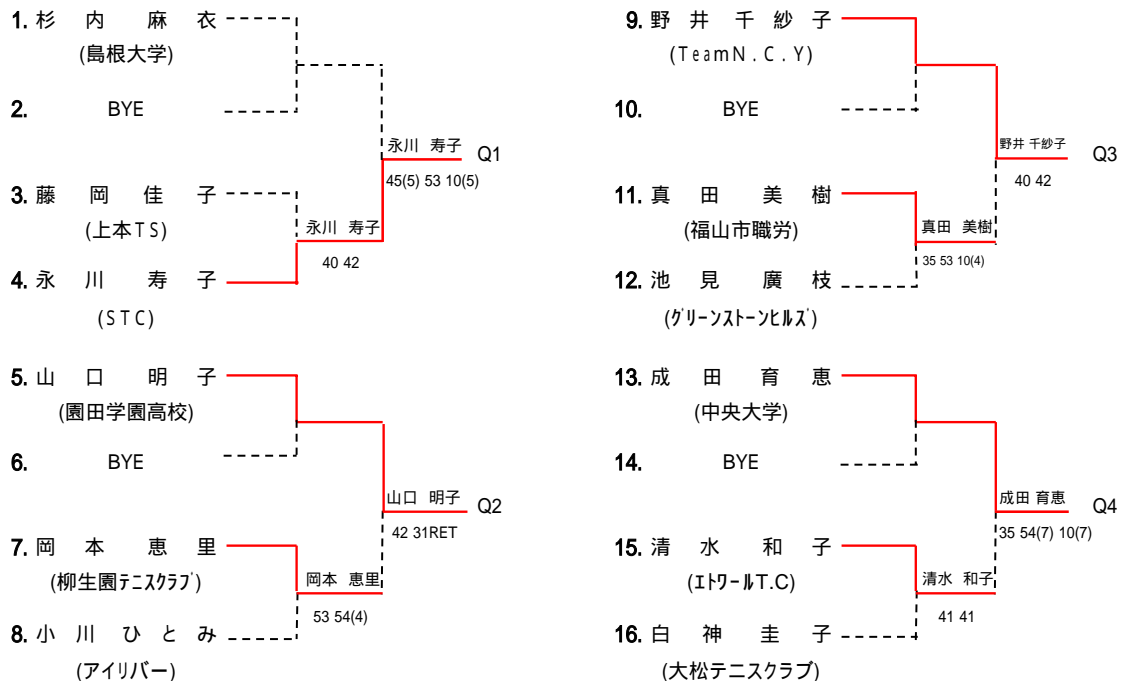 1. 杉内麻衣
(島根大学)
2. BYE
永川 寿子 Q1
45(5) 53 10(5)
3. 藤岡佳子
(上本TS)
永川 寿子
40 42
4. 永川寿子
(STC)
5. 山口明子
(園田学園高校)
6. BYE
山口 明子 Q2
42 31RET
7. 岡本恵里
(柳生園テニスクラブ)
岡本 恵里
53 54(4)
8. 小川ひとみ
(アイリバー)
9. 野井千紗子
(TeamN.C.Y)
10. BYE
野井 千紗子 Q3
40 42
11. 真田美樹
(福山市職労)
真田 美樹
35 53 10(4)
12. 池見廣枝
(グリーンストーンヒルズ)
13. 成田育恵
(中央大学)
14. BYE
成田 育恵 Q4
35 54(7) 10(7)
15. 清水和子
(エトワールT.C)
清水 和子
41 41
16. 白神圭子
(大松テニスクラブ)